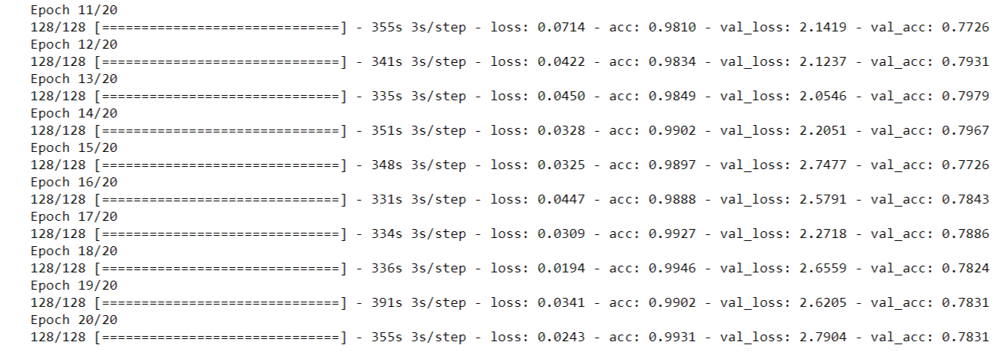 Epoch 11/20
128/128 [==============================] - 355s 3s/step - loss: 0.0714 - acc: 0.9810 - val_loss: 2.1419 - val_acc: 0.7726
Epoch 12/20
128/128 [==============================] - 341s 3s/step - loss: 0.0422 - acc: 0.9834 - val_loss: 2.1237 - val_acc: 0.7931
Epoch 13/20
128/128 [==============================] - 335s 3s/step - loss: 0.0450 - acc: 0.9849 - val_loss: 2.0546 - val_acc: 0.7979
Epoch 14/20
128/128 [==============================] - 351s 3s/step - loss: 0.0328 - acc: 0.9902 - val_loss: 2.2051 - val_acc: 0.7967
Epoch 15/20
128/128 [==============================] - 348s 3s/step - loss: 0.0325 - acc: 0.9897 - val_loss: 2.7477 - val_acc: 0.7726
Epoch 16/20
128/128 [==============================] - 331s 3s/step - loss: 0.0447 - acc: 0.9888 - val_loss: 2.5791 - val_acc: 0.7843
Epoch 17/20
128/128 [==============================] - 334s 3s/step - loss: 0.0309 - acc: 0.9927 - val_loss: 2.2718 - val_acc: 0.7886
Epoch 18/20
128/128 [==============================] - 336s 3s/step - loss: 0.0194 - acc: 0.9946 - val_loss: 2.6559 - val_acc: 0.7824
Epoch 19/20
128/128 [==============================] - 391s 3s/step - loss: 0.0341 - acc: 0.9902 - val_loss: 2.6205 - val_acc: 0.7831
Epoch 20/20
128/128 [==============================] - 355s 3s/step - loss: 0.0243 - acc: 0.9931 - val_loss: 2.7904 - val_acc: 0.7831